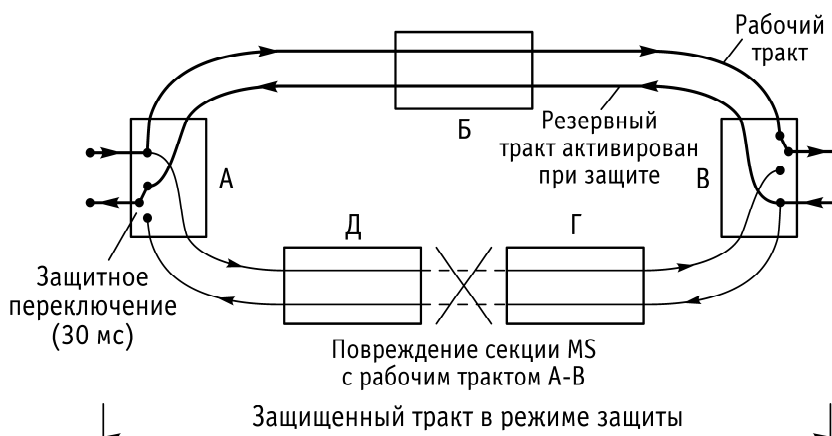 Рабочий
тракт
Б
Резервный
тракт активирован
при защите
А
В
Д
Г
Защитное
переключение
(30 мс)
Повреждение секции MS
с рабочим трактом А-В
Защищенный тракт в режиме защиты